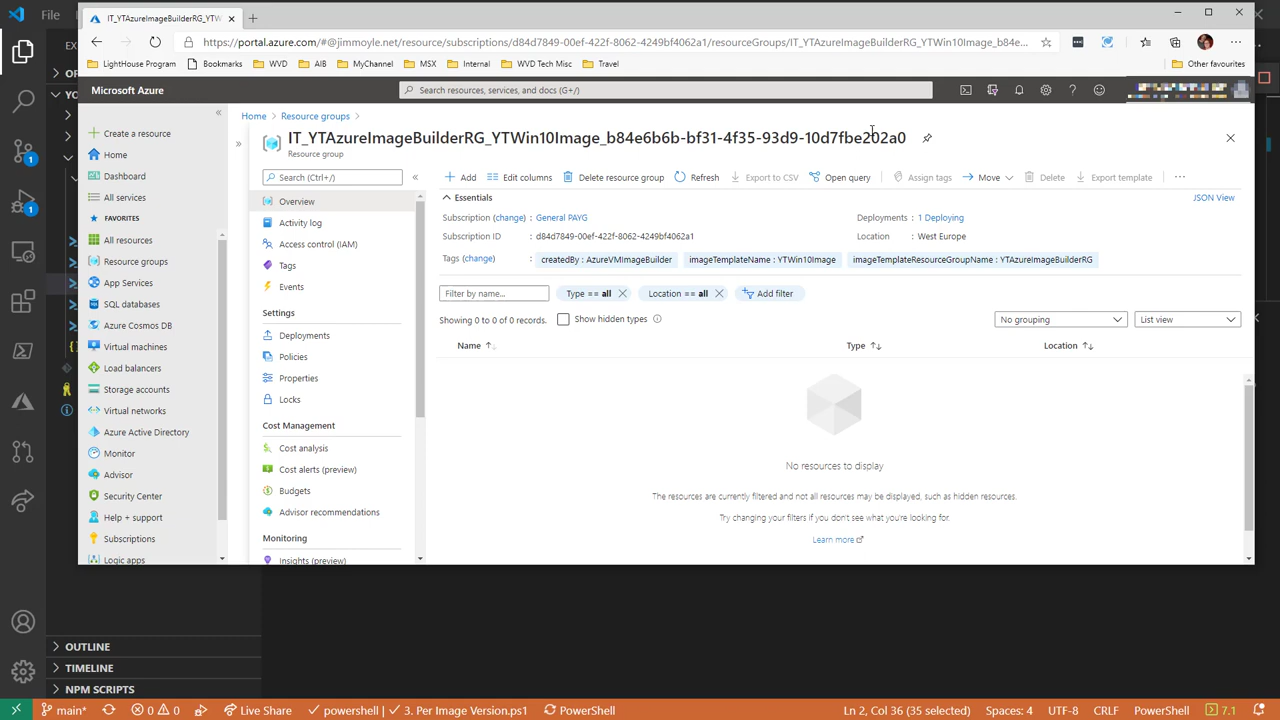 File
EX
IT_YTAzureImageBuilderRG_YTW
https://portal.azure.com/#@jimmoyle.net/resource/subscriptions/d84d7849-00ef-422f-8062-4249bf4062a1/resourceGroups/IT_YTAzureImageBuilderRG_YTWin10Image_b84e6b6b-bf31-4f35-93d9-10d7fbe202a0/...
LightHouse Program
Bookmarks
WVD
AIB
MyChannel
MSX
Internal
WVD Tech Misc
Travel
Other favourites
Microsoft Azure
Search resources, services, and docs (G+/)
Create a resource
Home
Dashboard
All services
FAVORITES
All resources
Resource groups
App Services
SQL databases
Azure Cosmos DB
Virtual machines
Load balancers
Storage accounts
Virtual networks
Azure Active Directory
Monitor
Advisor
Security Center
Help + support
Subscriptions
Logic apps
Home > Resource groups >
IT_YTAzureImageBuilderRG_YTWin10Image_b84e6b6b-bf31-4f35-93d9-10d7fbe202a0
Resource group
Search (Ctrl+/)
Overview
Activity log
Access control (IAM)
Tags
Events
Settings
Deployments
Policies
Properties
Locks
Cost Management
Cost analysis
Cost alerts (preview)
Budgets
Advisor recommendations
Monitoring
Insights (preview)
Add
Edit columns
Delete resource group
Refresh
Export to CSV
Open query
Assign tags
Move
Delete
Export template
...
Essentials
JSON View
Subscription (change) : General PAYG
Deployments : 1 Deploying
Subscription ID : d84d7849-00ef-422f-8062-4249bf4062a1
Location : West Europe
Tags (change) : createdBy : AzureVMImageBuilder imageTemplateName : YTWin10Image imageTemplateResourceGroupName : YTAzureImageBuilderRG
Filter by name...
Type == all
Location == all
Add filter
Showing 0 to 0 of 0 records.
Show hidden types
No grouping
List view
Name
Type
Location
No resources to display
The resources are currently filtered and not all resources may be displayed, such as hidden resources.
Try changing your filters if you don't see what you're looking for.
Learn more
1
1
OUTLINE
TIMELINE
NPM SCRIPTS
main*
0
0
Live Share
powershell | 3. Per Image Version.ps1
PowerShell
Ln 2, Col 36 (35 selected)
Spaces: 4
UTF-8
CRLF
PowerShell
7.1